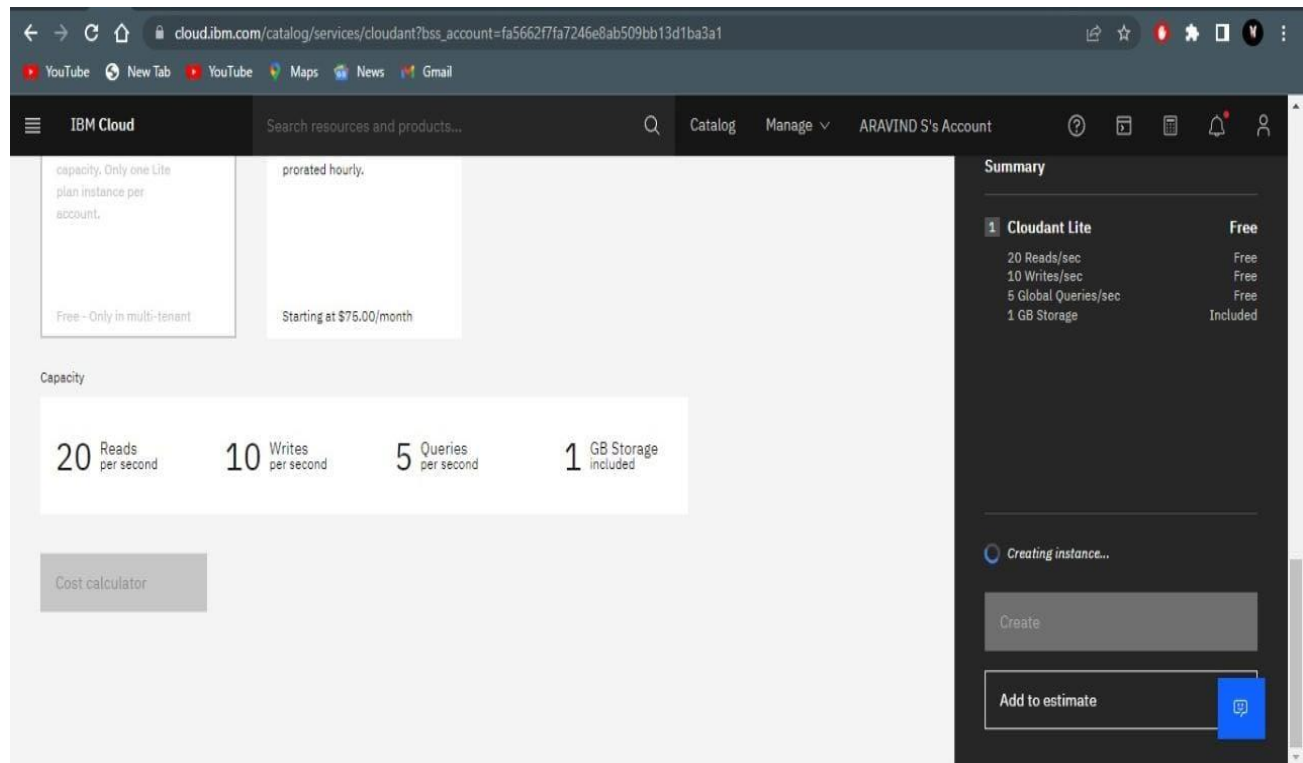 cloud.ibm.com/catalog/services/cloudant?bss_account=fa5662f7fa7246e8ab509bb13d1ba3a1
YouTube New Tab YouTube Maps News Gmail
IBM Cloud Search resources and products... Catalog Manage ARAVIND S's Account
capacity. Only one Lite
plan instance per
account.
Free - Only in multi-tenant
prorated hourly.
Starting at $75.00/month
Capacity
20 Reads per second
10 Writes per second
5 Queries per second
1 GB Storage included
Cost calculator
Summary
1 Cloudant Lite Free
20 Reads/sec Free
10 Writes/sec Free
5 Global Queries/sec Free
1 GB Storage Included
Creating instance...
Create
Add to estimate